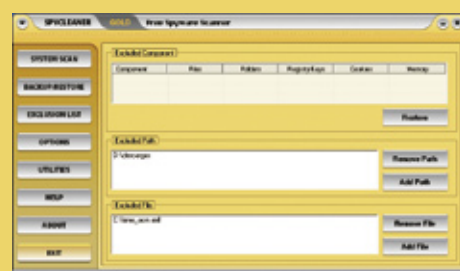 SPYCLEANER GOLD Free Spyware Scanner
SYSTEM SCAN
BACKUP/RESTORE
EXCLUSION LIST
OPTIONS
UTILITIES
HELP
ABOUT
EXIT
Excluded Component
Component Files Folders Registry Keys Cookies Memory
Restore
Excluded Path
Remove Path
Add Path
Excluded File
Remove File
Add File